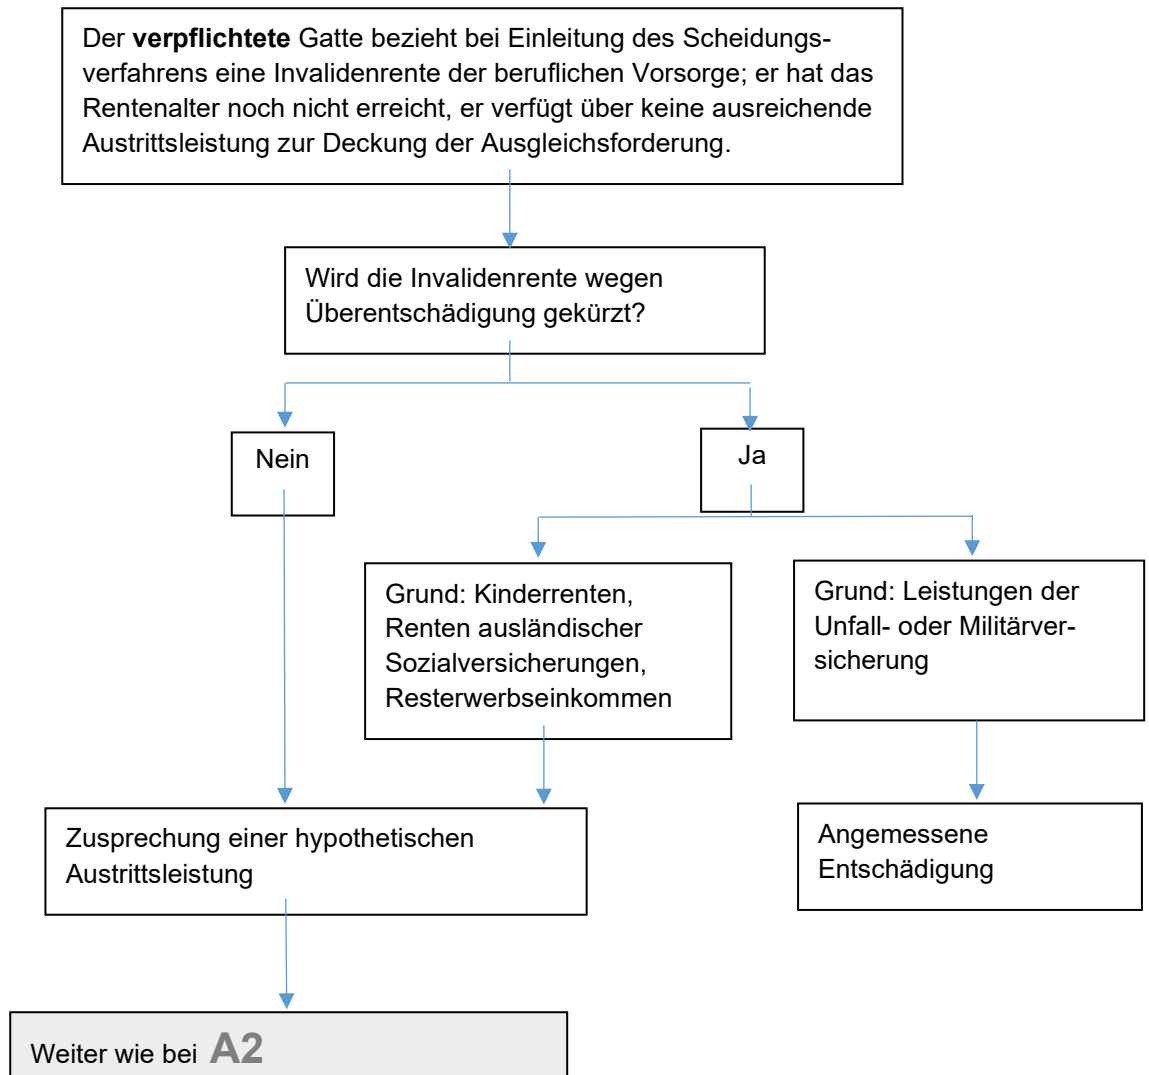 Der verpflichtete Gatte bezieht bei Einleitung des Scheidungs-
verfahrens eine Invalidenrente der beruflichen Vorsorge; er hat das
Rentenalter noch nicht erreicht, er verfügt über keine ausreichende
Austrittsleistung zur Deckung der Ausgleichsforderung.
Wird die Invalidenrente wegen
Überentschädigung gekürzt?
Nein
Ja
Grund: Kinderrenten,
Renten ausländischer
Sozialversicherungen,
Resterwerbseinkommen
Grund: Leistungen der
Unfall- oder Militärver-
sicherung
Zusprechung einer hypothetischen
Austrittsleistung
Angemessene
Entschädigung
Weiter wie bei A2